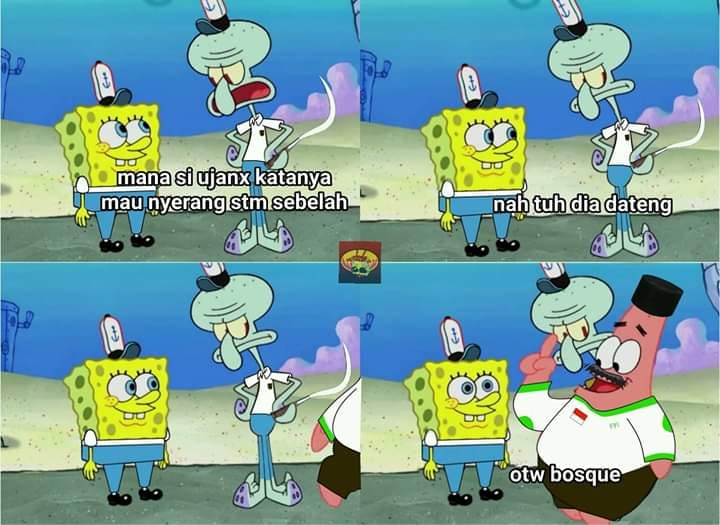 mana si ujanx katanya
mau nyerang stm sebelah
nah tuh dia dateng
otw bosque